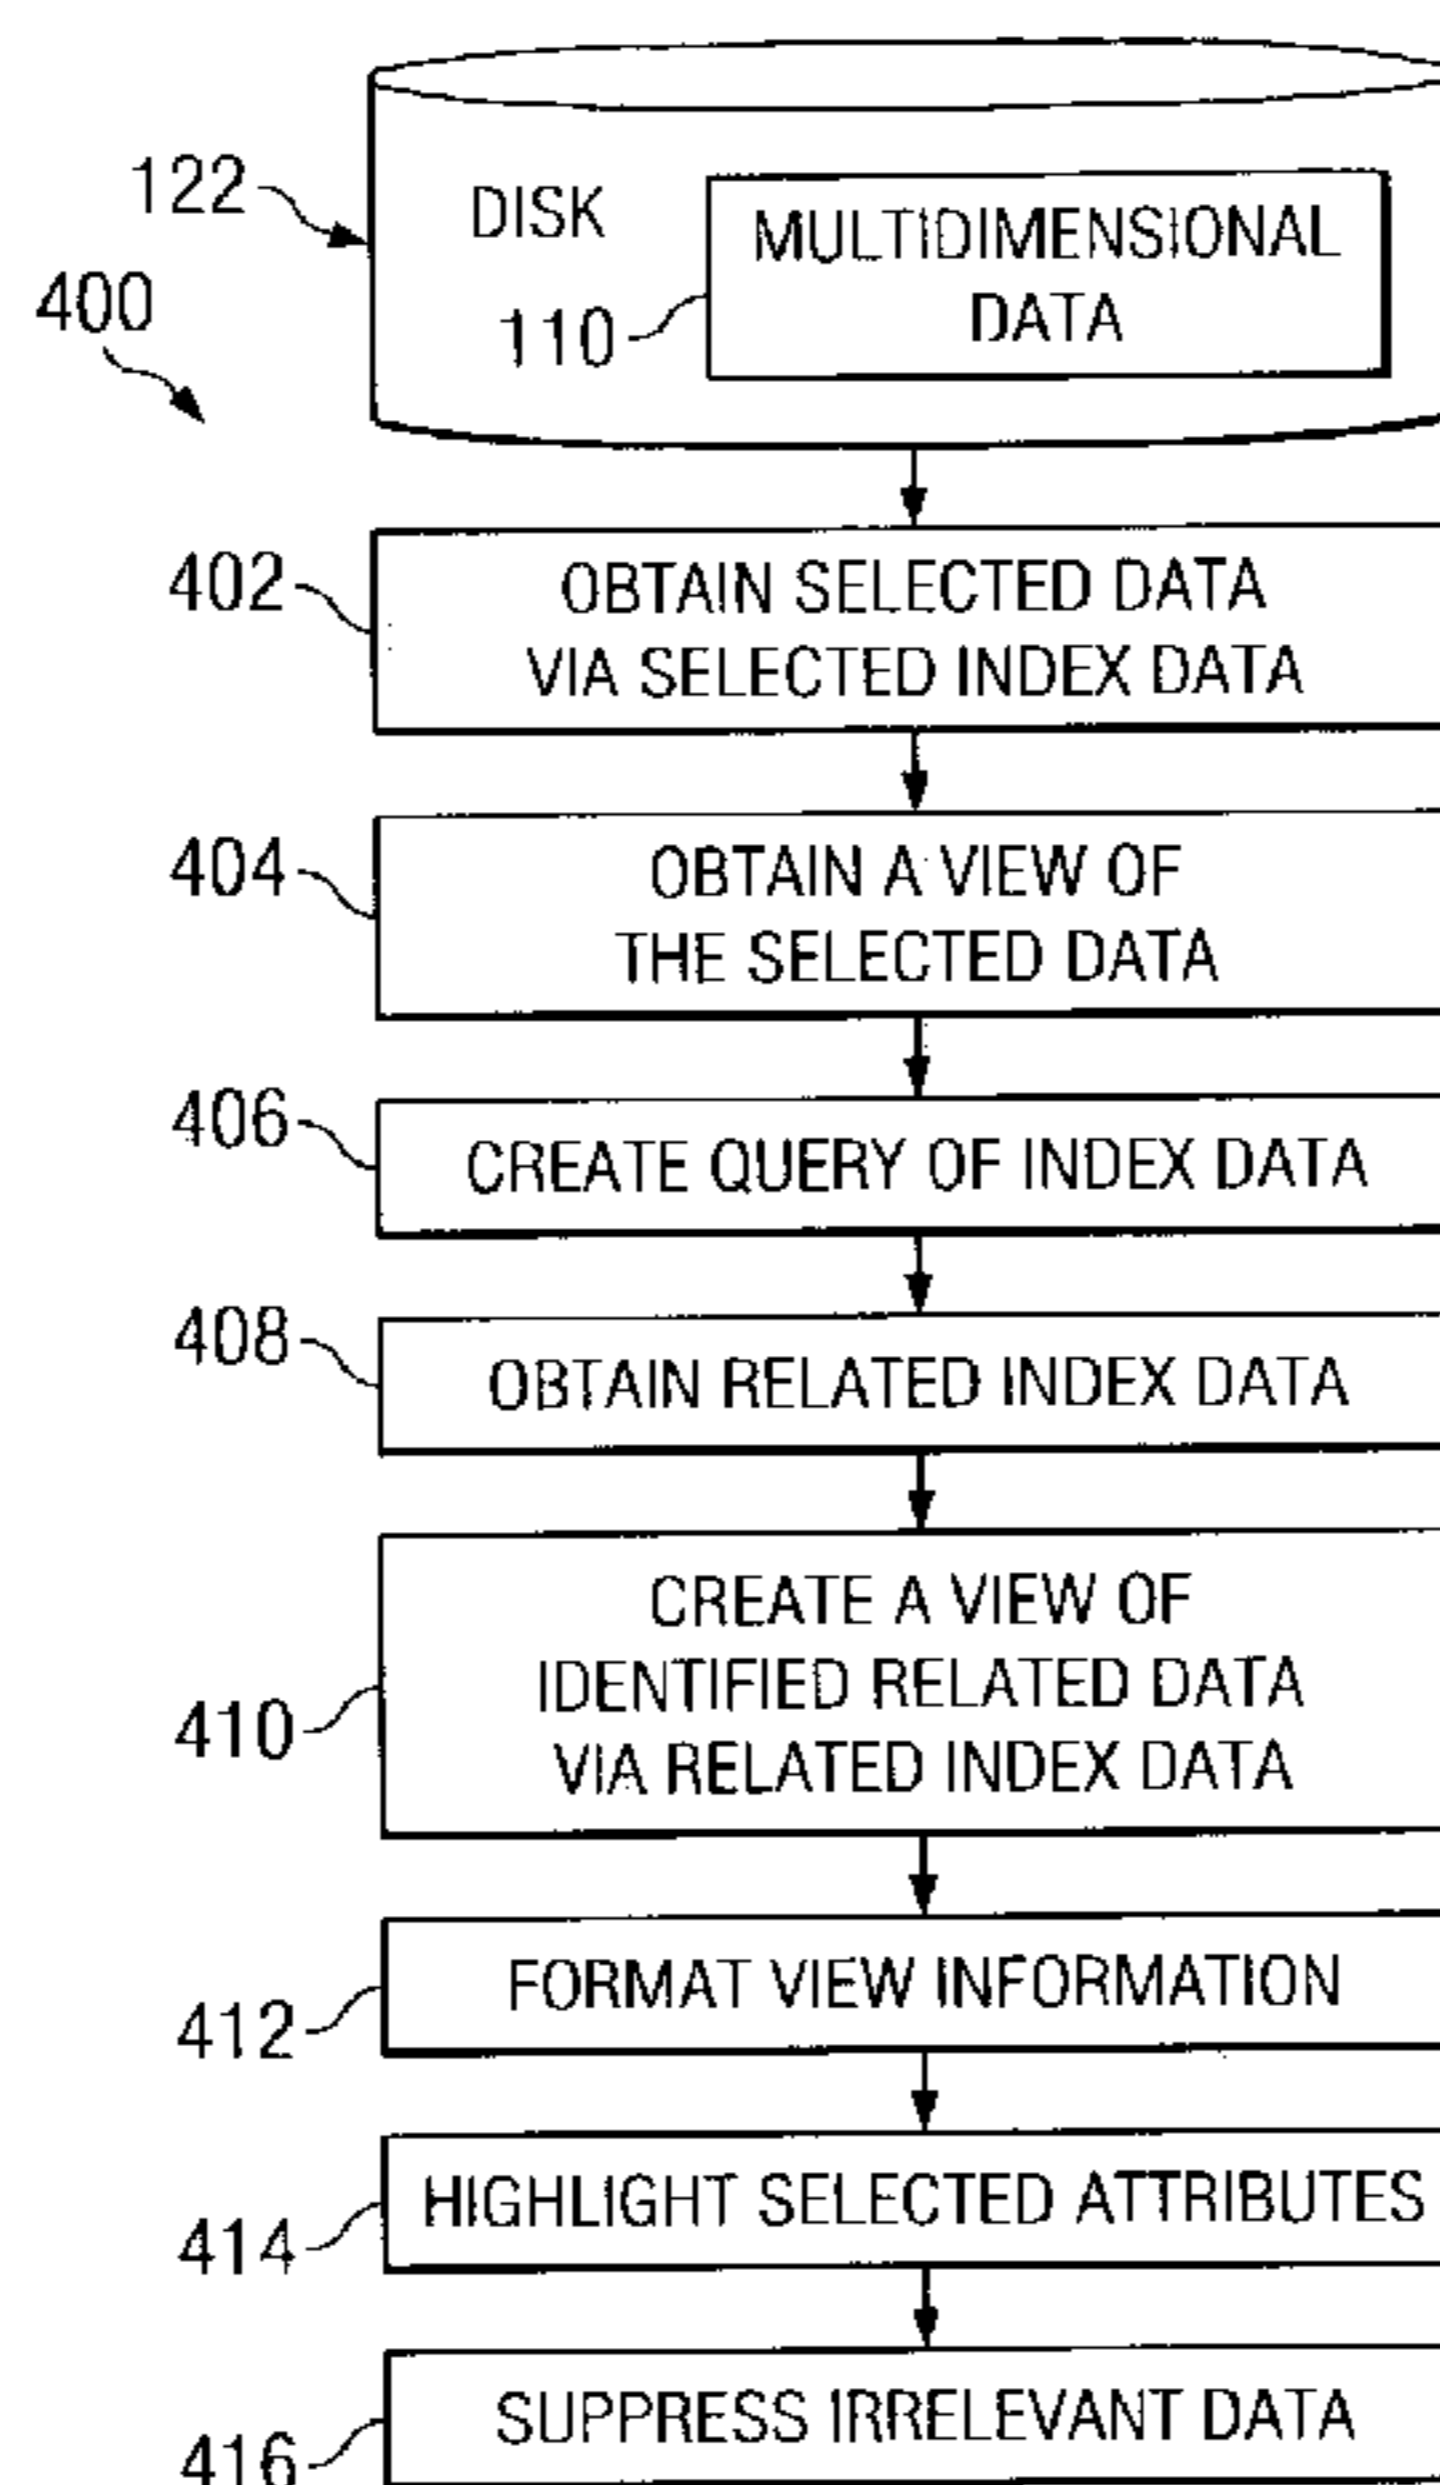 122
DISK
MULTIDIMENSIONAL
DATA
110
400
402
OBTAIN SELECTED DATA
VIA SELECTED INDEX DATA
404
OBTAIN A VIEW OF
THE SELECTED DATA
406
CREATE QUERY OF INDEX DATA
408
OBTAIN RELATED INDEX DATA
410
CREATE A VIEW OF
IDENTIFIED RELATED DATA
VIA RELATED INDEX DATA
412
FORMAT VIEW INFORMATION
414
HIGHLIGHT SELECTED ATTRIBUTES
416
SUPPRESS IRRELEVANT DATA